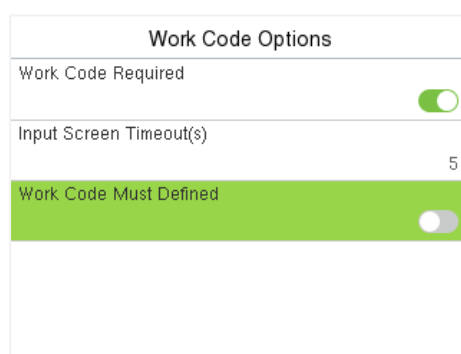 Work Code Options
Work Code Required
Input Screen Timeout(s)
5
Work Code Must Defined